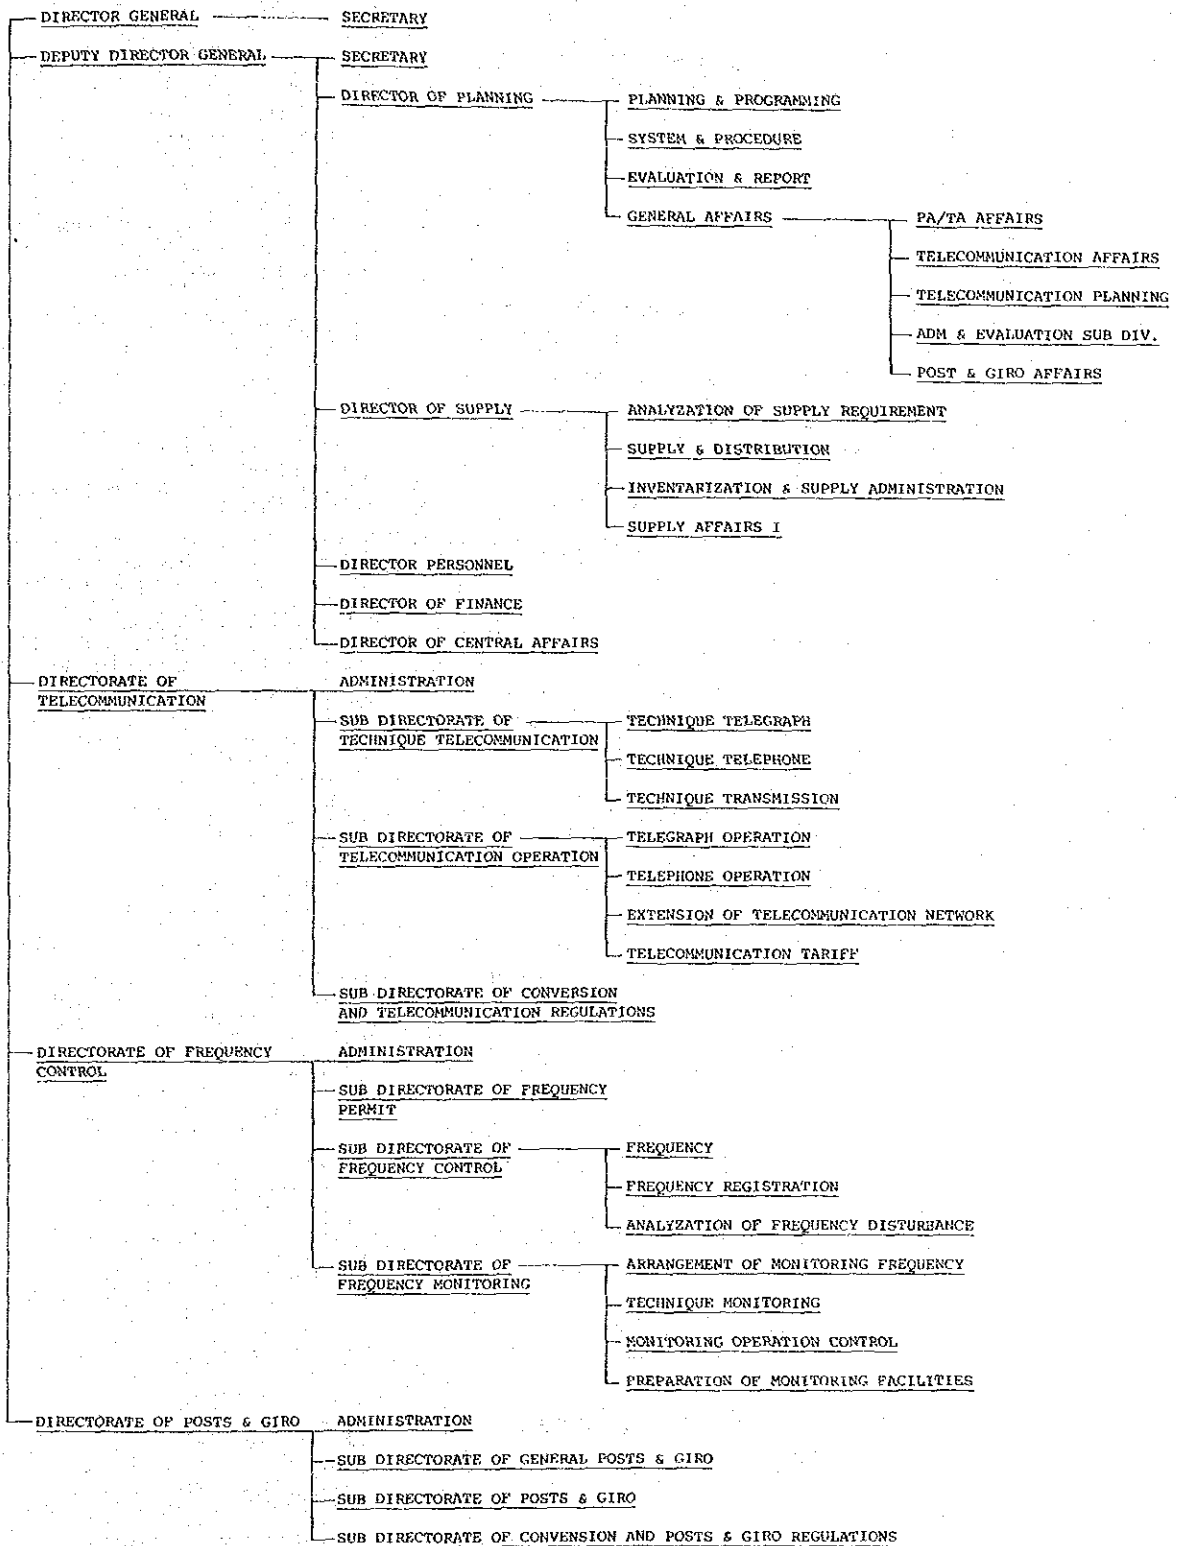 DIRECTOR GENERAL SECRETARY
DEPUTY DIRECTOR GENERAL SECRETARY
DIRECTOR OF PLANNING PLANNING & PROGRAMMING
SYSTEM & PROCEDURE
EVALUATION & REPORT
GENERAL AFFAIRS PA/TA AFFAIRS
TELECOMMUNICATION AFFAIRS
TELECOMMUNICATION PLANNING
ADM & EVALUATION SUB DIV.
POST & GIRO AFFAIRS
DIRECTOR OF SUPPLY ANALYZATION OF SUPPLY REQUIREMENT
SUPPLY & DISTRIBUTION
INVENTARIZATION & SUPPLY ADMINISTRATION
SUPPLY AFFAIRS I
DIRECTOR PERSONNEL
DIRECTOR OF FINANCE
DIRECTOR OF CENTRAL AFFAIRS
DIRECTORATE OF ADMINISTRATION
TELECOMMUNICATION
SUB DIRECTORATE OF TECHNIQUE TELEGRAPH
TECHNIQUE TELECOMMUNICATION
TECHNIQUE TELEPHONE
TECHNIQUE TRANSMISSION
SUB DIRECTORATE OF TELEGRAPH OPERATION
TELECOMMUNICATION OPERATION
TELEPHONE OPERATION
EXTENSION OF TELECOMMUNICATION NETWORK
TELECOMMUNICATION TARIFF
SUB DIRECTORATE OF CONVERSION
AND TELECOMMUNICATION REGULATIONS
DIRECTORATE OF FREQUENCY ADMINISTRATION
CONTROL
SUB DIRECTORATE OF FREQUENCY
PERMIT
SUB DIRECTORATE OF FREQUENCY
FREQUENCY CONTROL
FREQUENCY REGISTRATION
ANALYZATION OF FREQUENCY DISTURBANCE
SUB DIRECTORATE OF ARRANGEMENT OF MONITORING FREQUENCY
FREQUENCY MONITORING
TECHNIQUE MONITORING
MONITORING OPERATION CONTROL
PREPARATION OF MONITORING FACILITIES
DIRECTORATE OF POSTS & GIRO ADMINISTRATION
SUB DIRECTORATE OF GENERAL POSTS & GIRO
SUB DIRECTORATE OF POSTS & GIRO
SUB DIRECTORATE OF CONVENSION AND POSTS & GIRO REGULATIONS